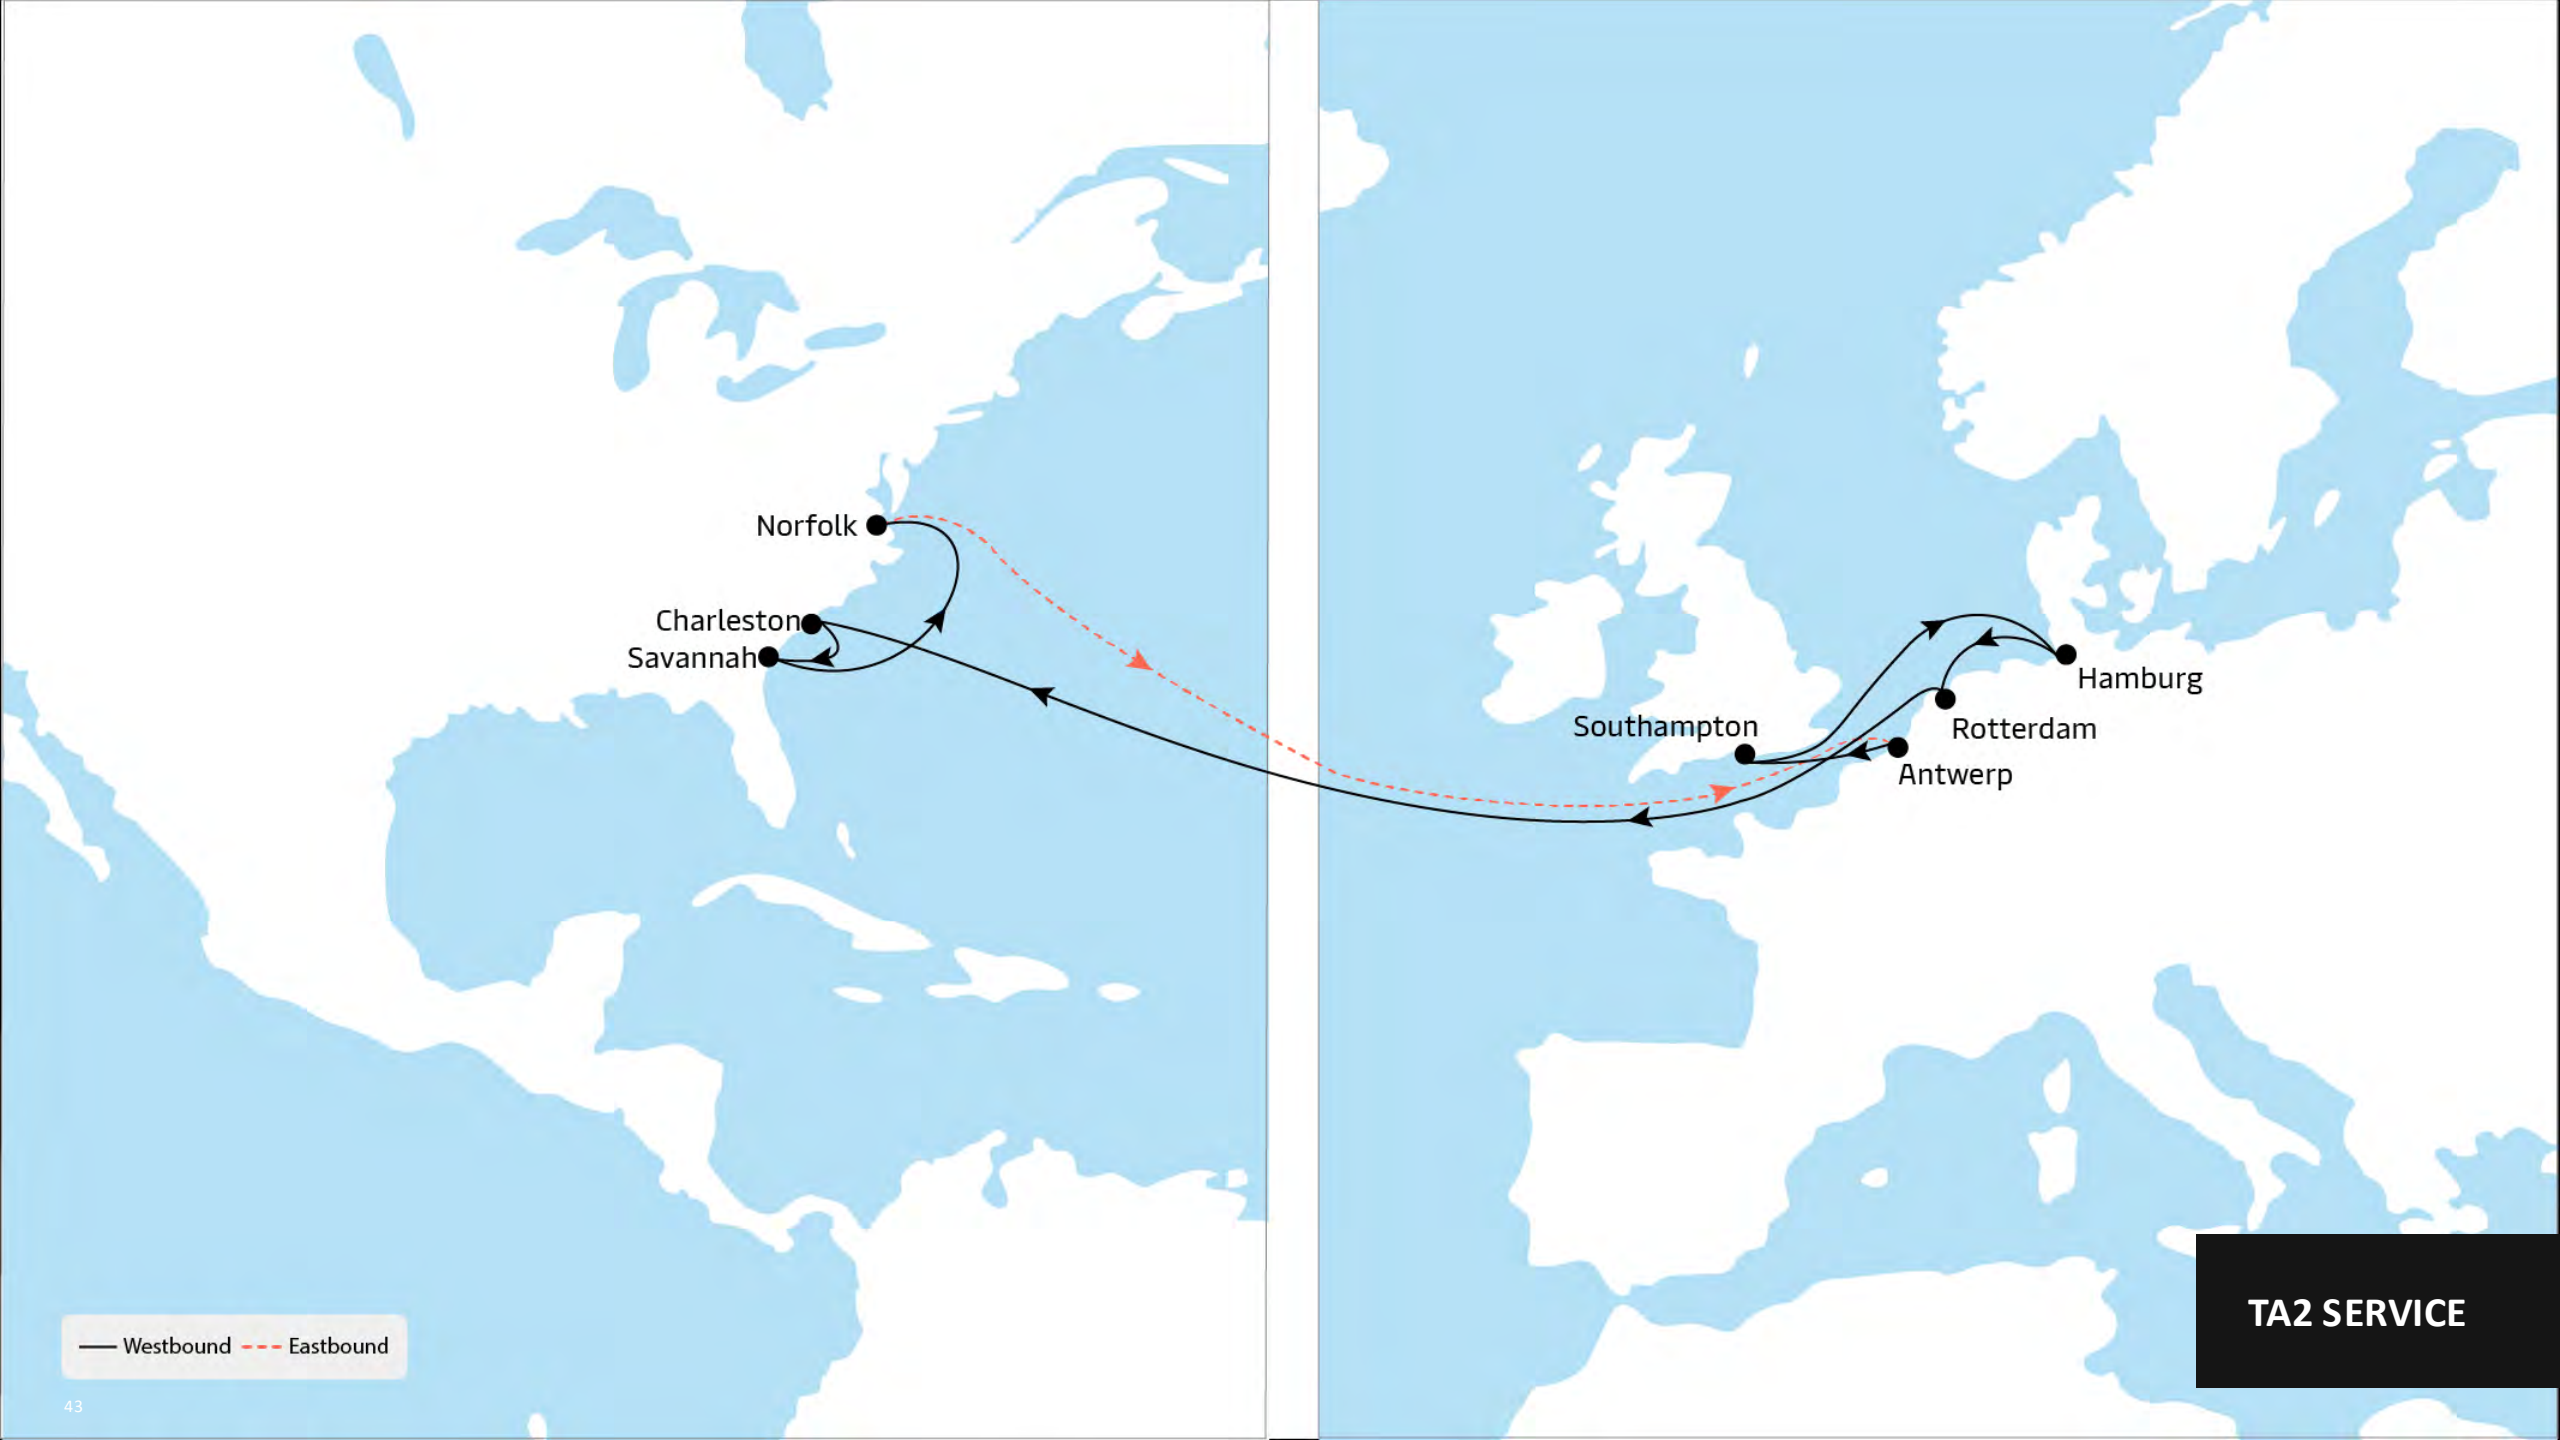 Norfolk
Charleston
Savannah
Hamburg
Southampton
Rotterdam
Antwerp
TA2 SERVICE
Westbound Eastbound
43